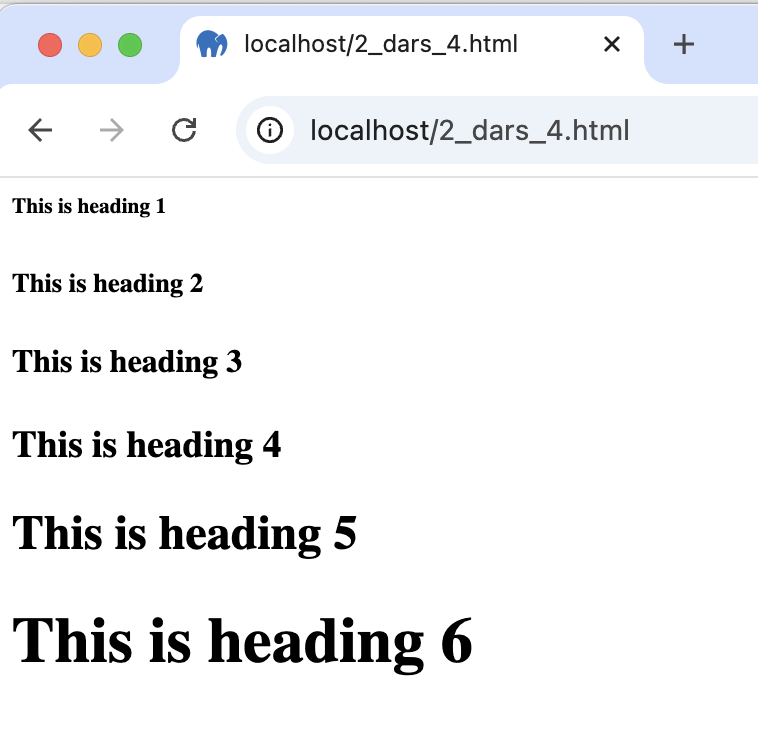 localhost/2_dars_4.html
localhost/2_dars_4.html
This is heading 1
This is heading 2
This is heading 3
This is heading 4
This is heading 5
This is heading 6